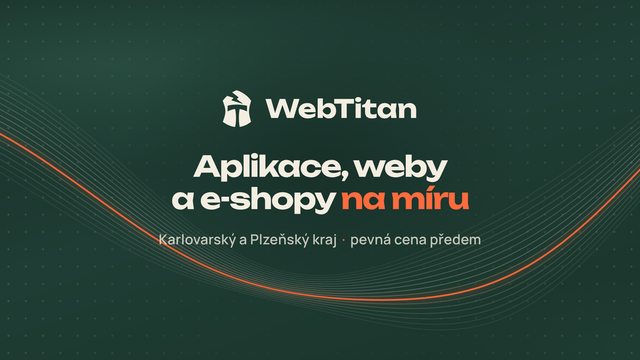 WebTitan
Aplikace, weby
a e-shopy na míru
Karlovarský a Plzeňský kraj · pevná cena předem